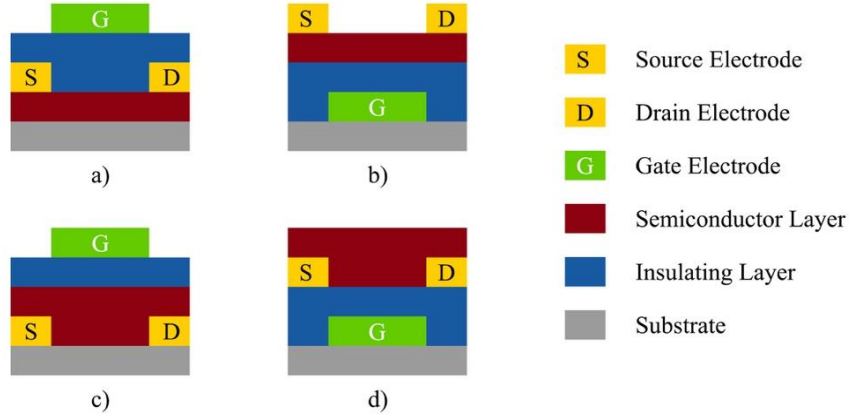 G
S D
a)
S D
G
b)
G
S D
c)
S D
G
d)
S Source Electrode
D Drain Electrode
G Gate Electrode
Semiconductor Layer
Insulating Layer
Substrate